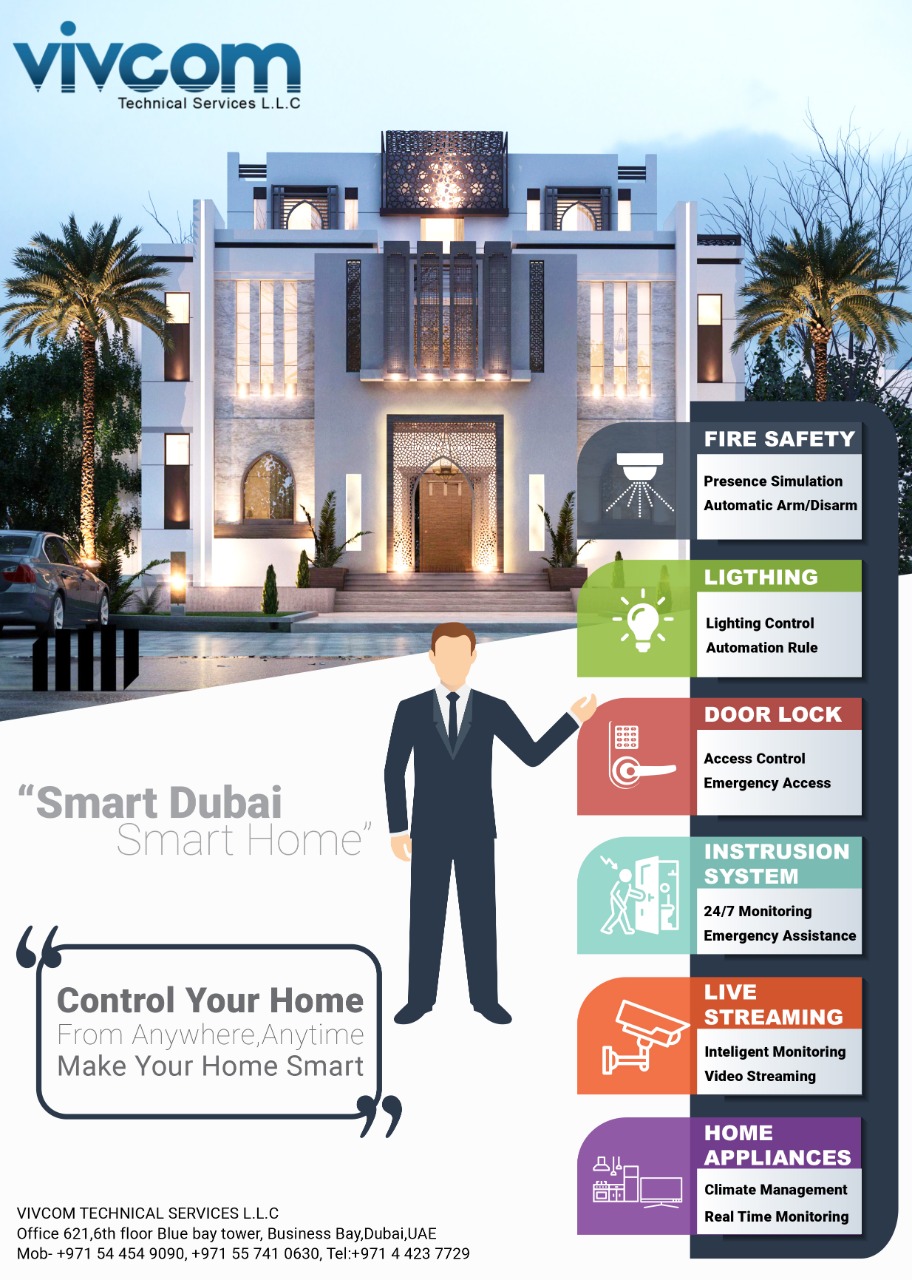 vivcom
Technical Services L.L.C
FIRE SAFETY
Presence Simulation
Automatic Arm/Disarm
LIGTHING
Lighting Control
Automation Rule
DOOR LOCK
Access Control
Emergency Access
INSTRUSION
SYSTEM
24/7 Monitoring
Emergency Assistance
LIVE
STREAMING
Inteligent Monitoring
Video Streaming
HOME
APPLIANCES
Climate Management
Real Time Monitoring
“Smart Dubai
Smart Home”
“Control Your Home
From Anywhere,Anytime
Make Your Home Smart”
VIVCOM TECHNICAL SERVICES L.L.C
Office 621,6th floor Blue bay tower, Business Bay,Dubai,UAE
Mob- +971 54 454 9090, +971 55 741 0630, Tel:+971 4 423 7729